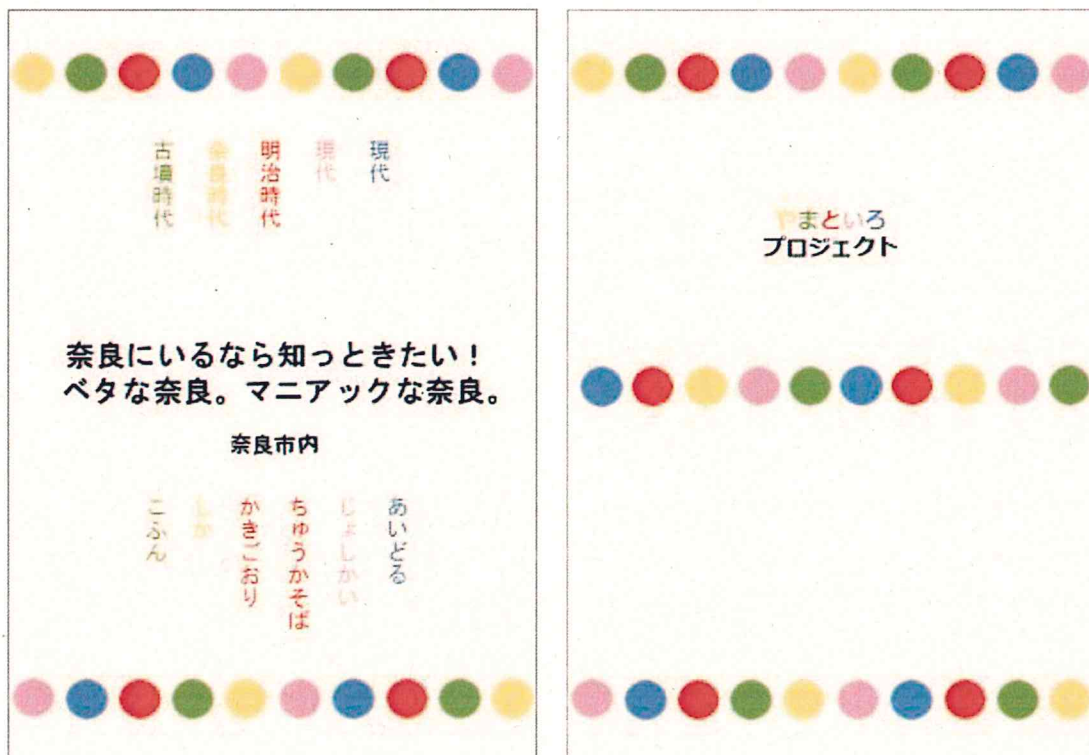 現代
現代
明治時代
奈良時代
古墳時代
奈良にいるなら知っときたい！
ベタな奈良。マニアックな奈良。
奈良市内
あいどる
じょしかい
ちゅうかそば
かきごおり
しか
こふん
やまといろ
プロジェクト